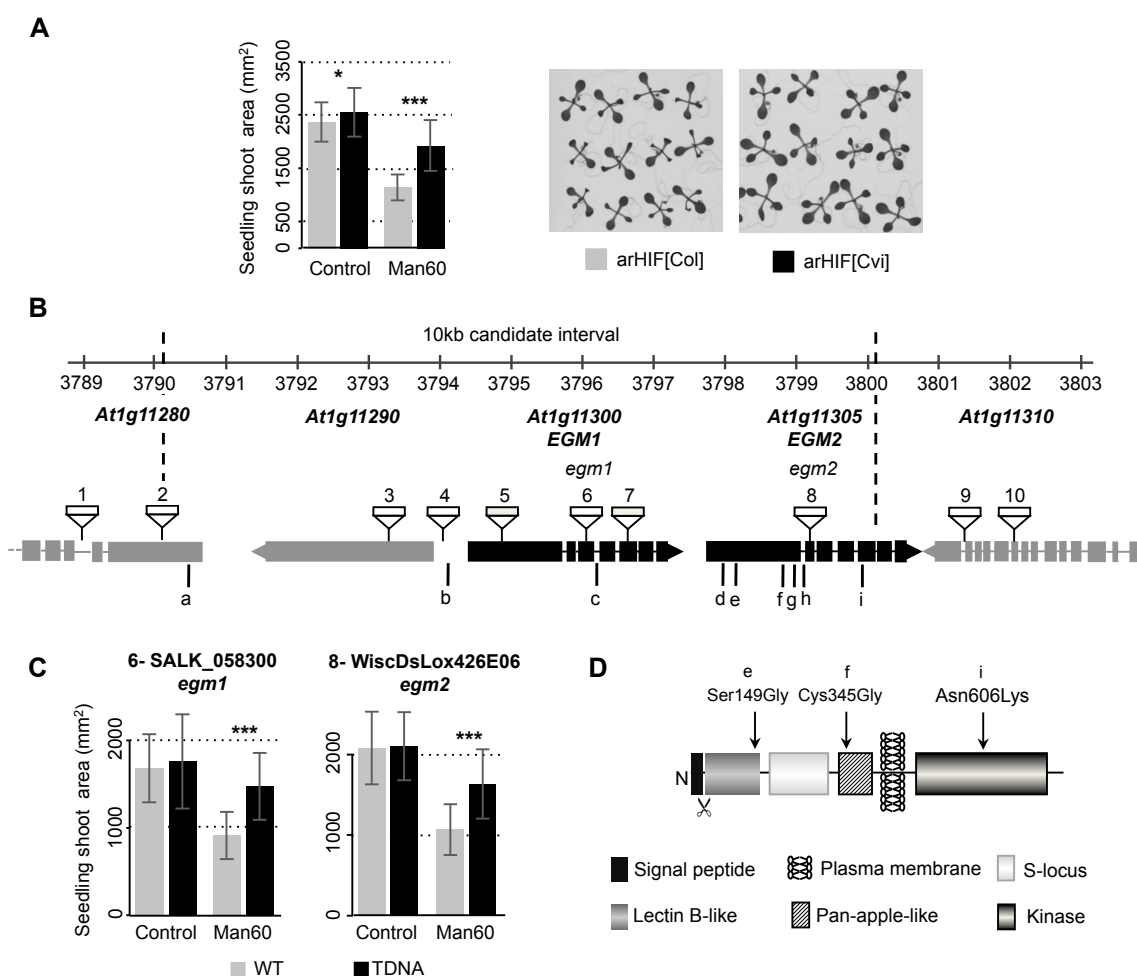 A
Seedling shoot area (mm²)
0 500 1500 2500 3500
* ***
Control Man60
arHIF[Col] arHIF[Cvi]
B
10kb candidate interval
3789 3790 3791 3792 3793 3794 3795 3796 3797 3798 3799 3800 3801 3802 3803
At1g11280 At1g11290 At1g11300 At1g11305 At1g11310
EGM1 EGM2
egm1 egm2
1 2 3 4 5 6 7 8 9 10
a b c d e f g h i
C
6- SALK_058300 8- WiscDsLox426E06
egm1 egm2
Seedling shoot area (mm²)
0 1000 2000 0 1000 2000
*** ***
Control Man60 Control Man60
WT TDNA
D
e f i
Ser149Gly Cys345Gly Asn606Lys
N
Signal peptide Plasma membrane S-locus
Lectin B-like Pan-apple-like Kinase